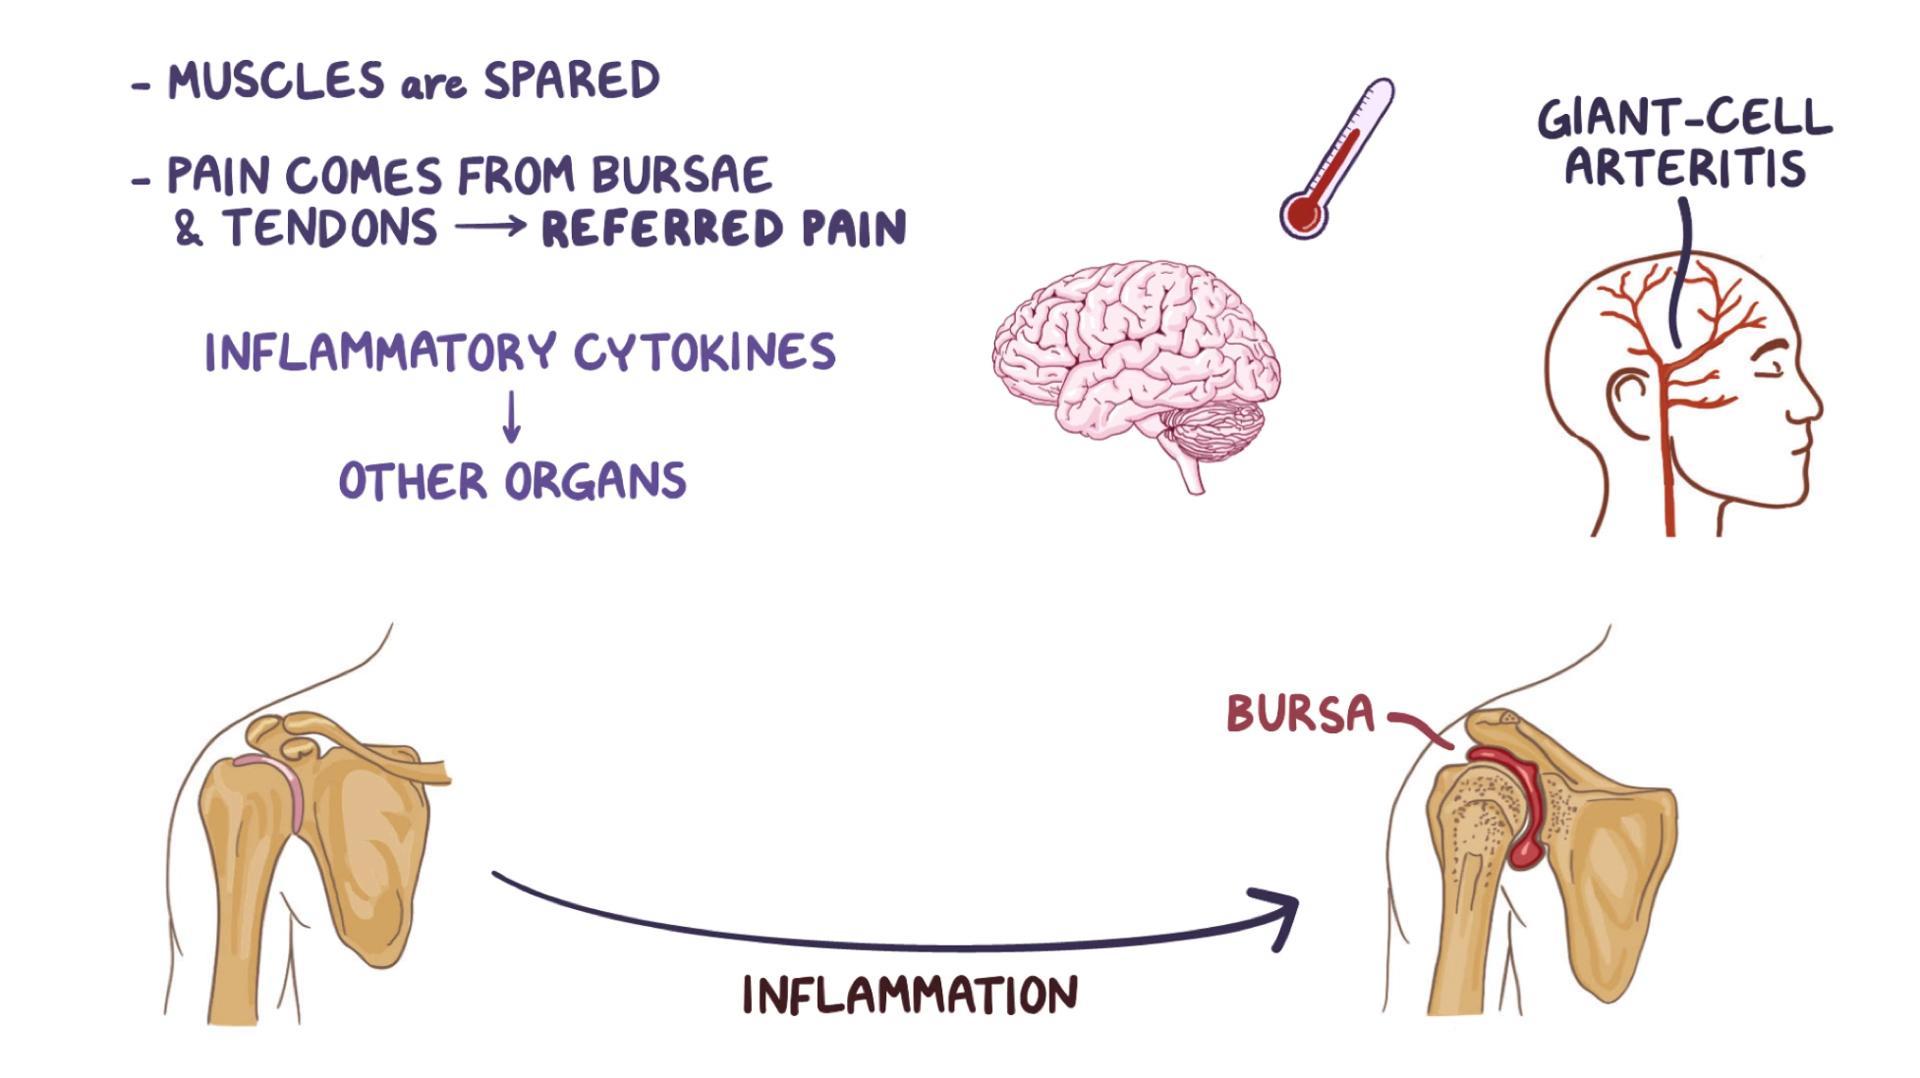 - MUSCLES are SPARED
- PAIN COMES FROM BURSAE
& TENDONS → REFERRED PAIN
INFLAMMATORY CYTOKINES
↓
OTHER ORGANS
GIANT-CELL
ARTERITIS
BURSA
INFLAMMATION